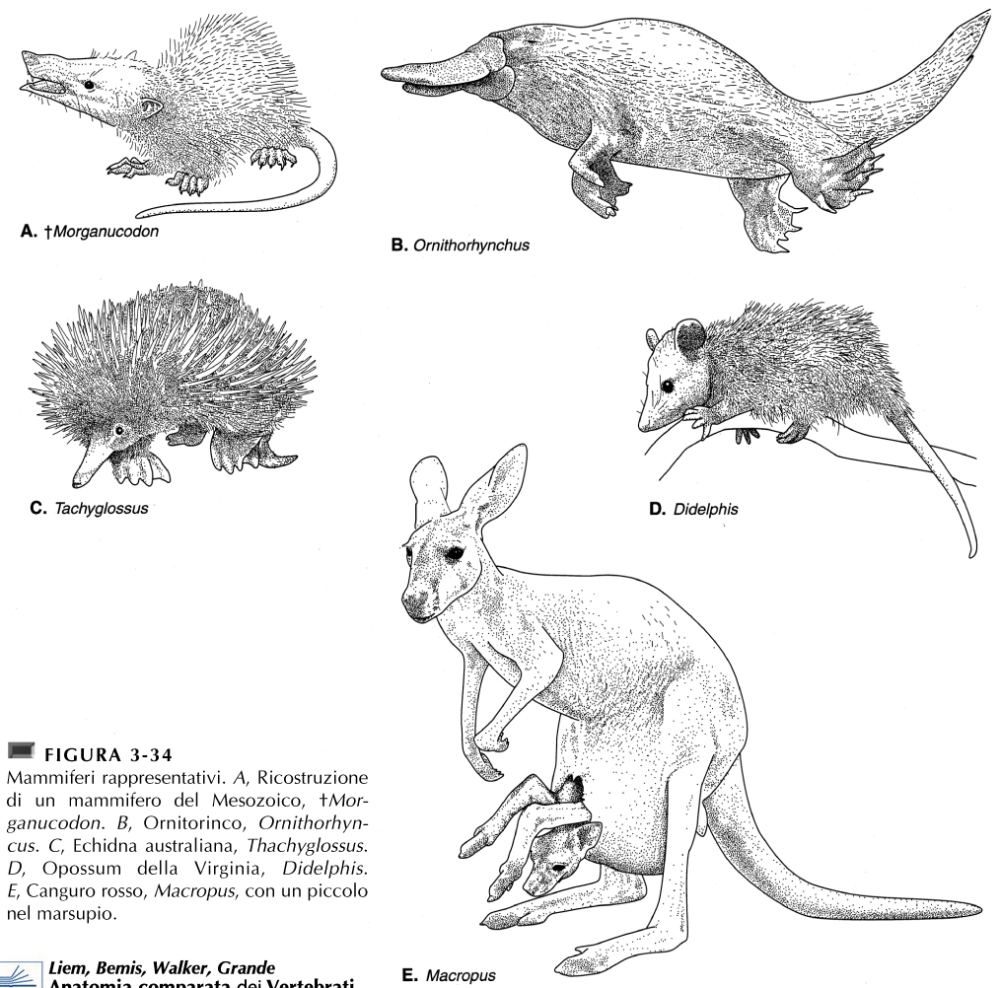 A. †Morganucodon
B. Ornithorhynchus
C. Tachyglossus
D. Didelphis
FIGURA 3-34
Mammiferi rappresentativi. A, Ricostruzione
di un mammifero del Mesozoico, †Mor-
ganucodon. B, Ornitorinco, Ornithorhyn-
cus. C, Echidna australiana, Thachyglossus.
D, Opossum della Virginia, Didelphis.
E, Canguro rosso, Macropus, con un piccolo
nel marsupio.
E. Macropus
Liem, Bemis, Walker, Grande
Anatomia comparata dei Vertebrati